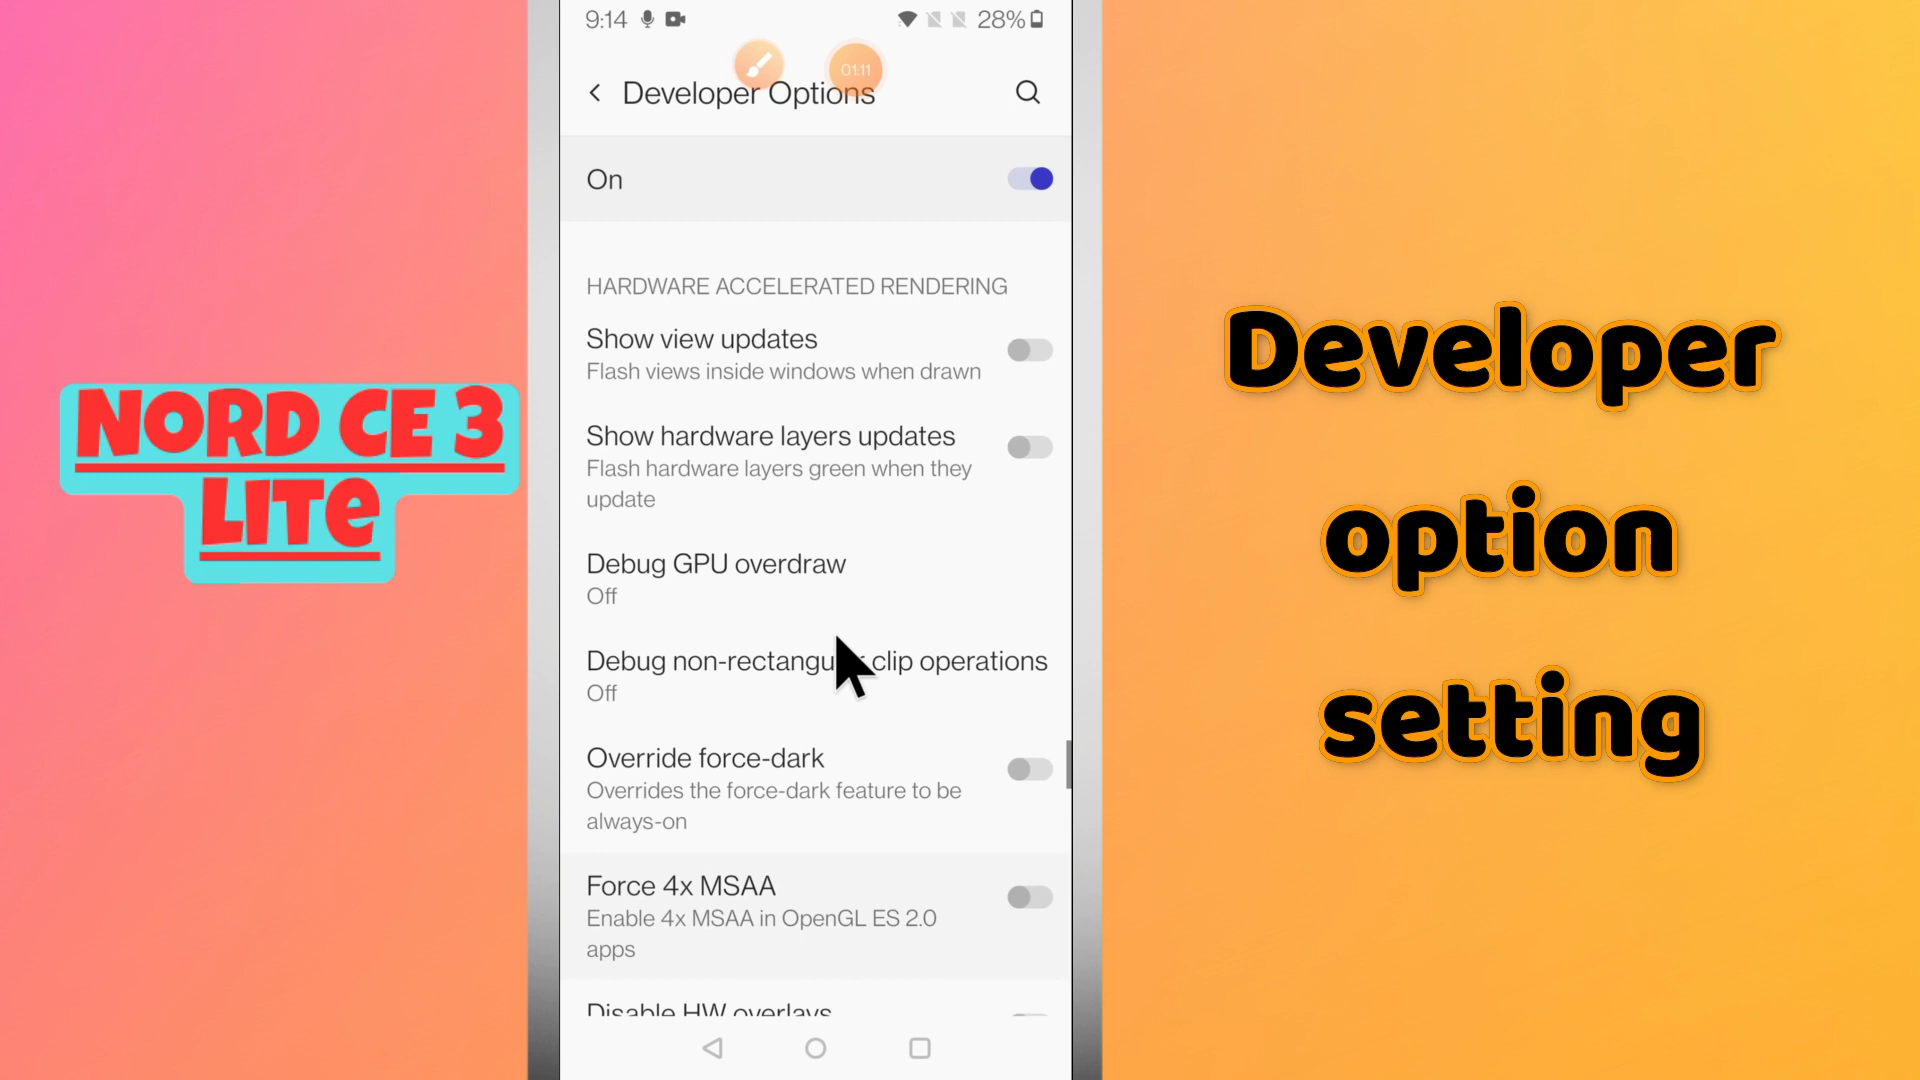 NORD CE 3
LITe
9:14
28%
01:11
Developer Options
On
HARDWARE ACCELERATED RENDERING
Show view updates
Flash views inside windows when drawn
Show hardware layers updates
Flash hardware layers green when they
update
Debug GPU overdraw
Off
Debug non-rectangu clip operations
Off
Override force-dark
Overrides the force-dark feature to be
always-on
Force 4x MSAA
Enable 4x MSAA in OpenGL ES 2.0
apps
Disable HW overlays
Developer
option
setting